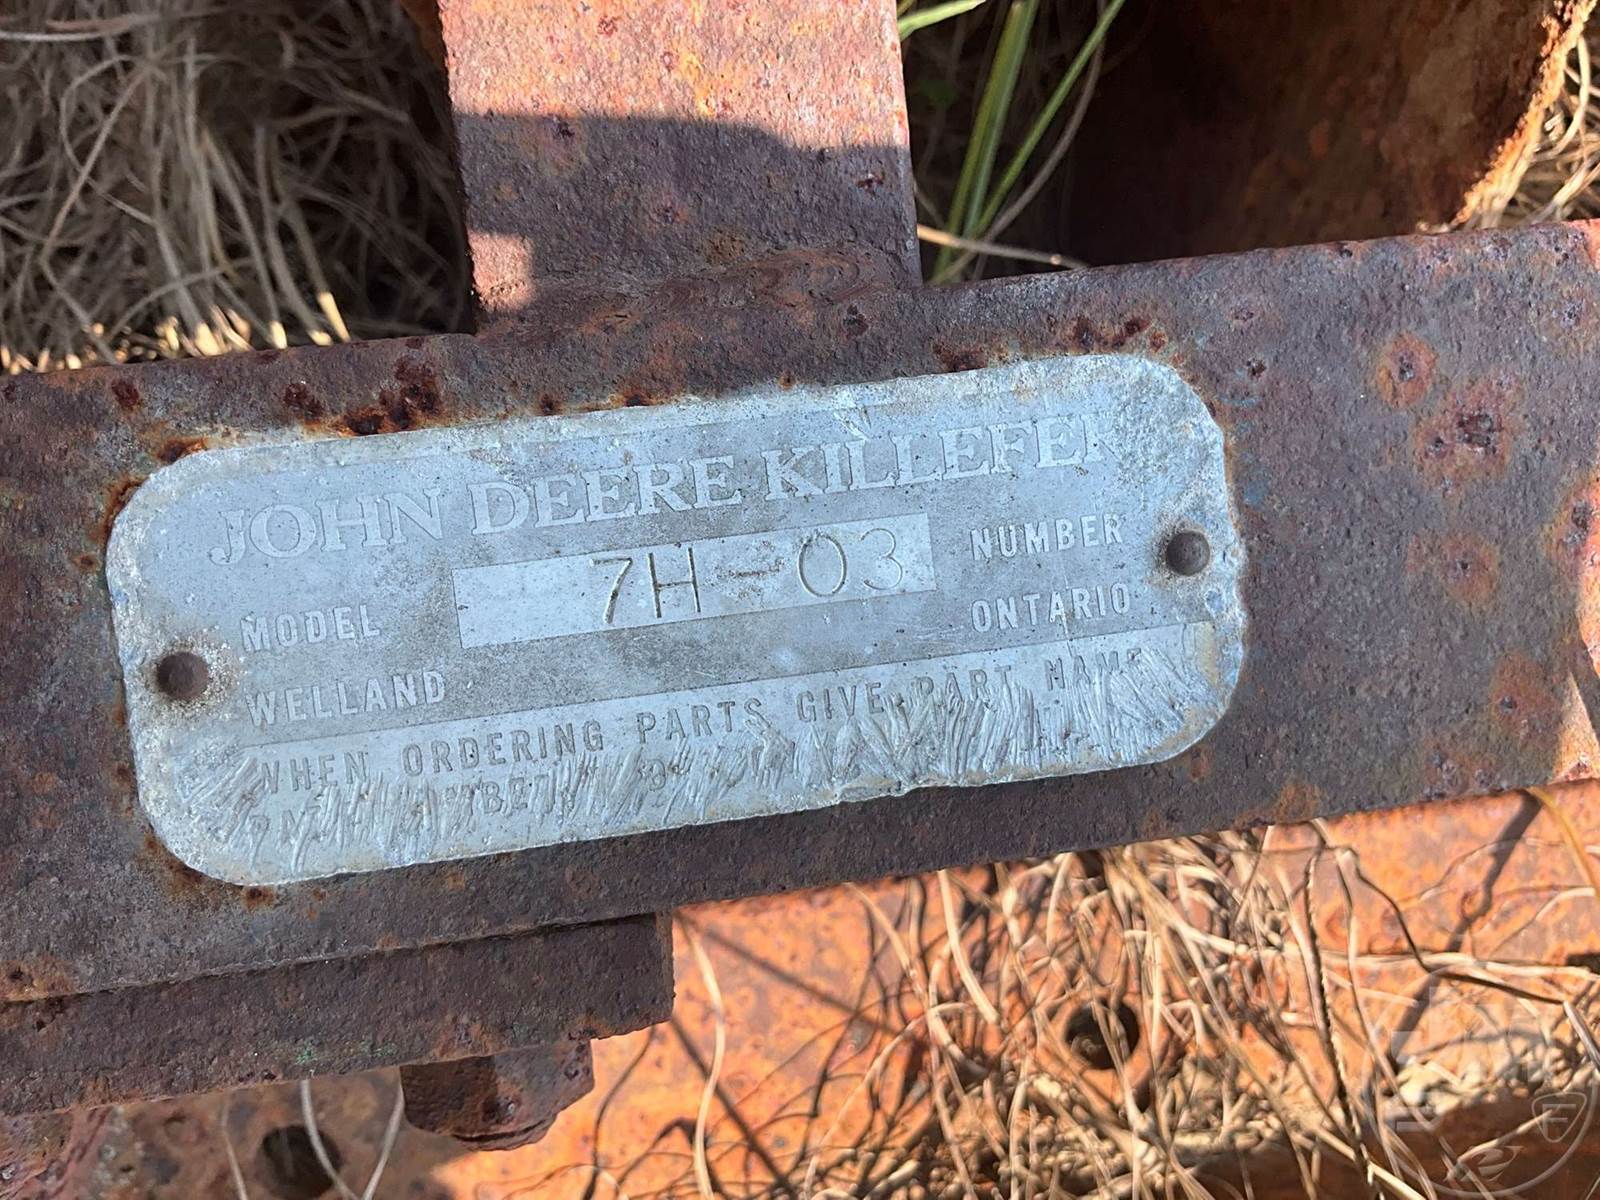 JOHN DEERE KILLEFER
MODEL 7H-03 NUMBER
WELLAND ONTARIO
WHEN ORDERING PARTS GIVE PART NAME